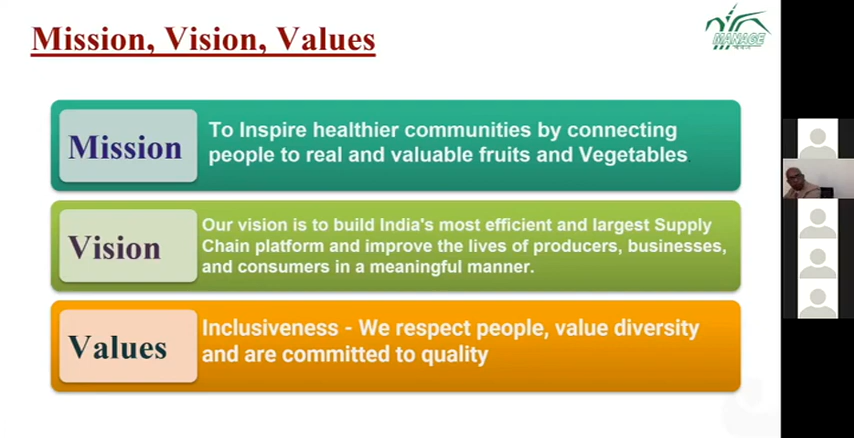 Mission, Vision, Values
MANAGE
Mission
To Inspire healthier communities by connecting
people to real and valuable fruits and Vegetables.
Vision
Our vision is to build India's most efficient and largest Supply
Chain platform and improve the lives of producers, businesses,
and consumers in a meaningful manner.
Values
Inclusiveness - We respect people, value diversity
and are committed to quality